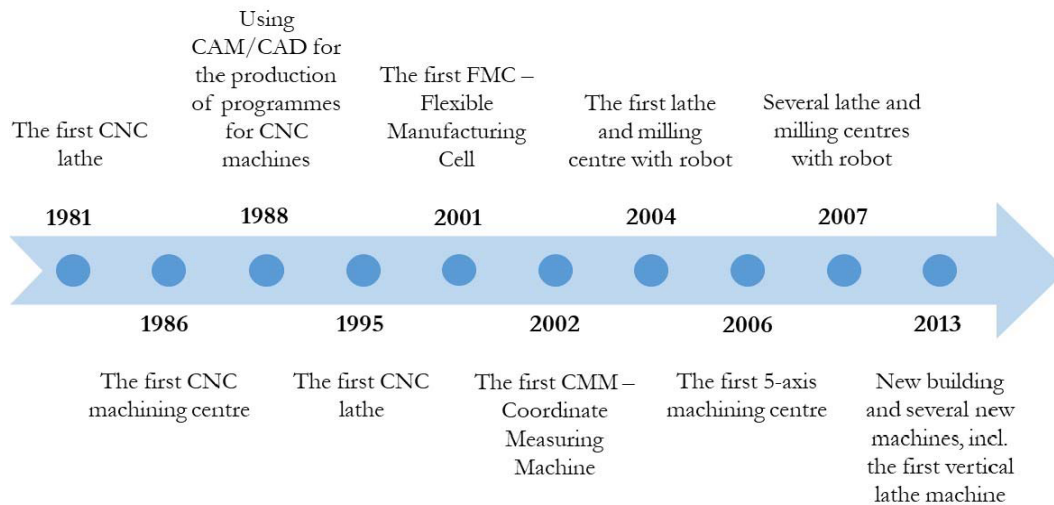 The first CNC
lathe
1981
1986
The first CNC
machining centre
Using
CAM/CAD for
the production
of programmes
for CNC
machines
1988
1995
The first CNC
lathe
The first FMC –
Flexible
Manufacturing
Cell
2001
2002
The first CMM –
Coordinate
Measuring
Machine
The first lathe
and milling
centre with robot
2004
2006
The first 5-axis
machining centre
Several lathe and
milling centres
with robot
2007
2013
New building
and several new
machines, incl.
the first vertical
lathe machine